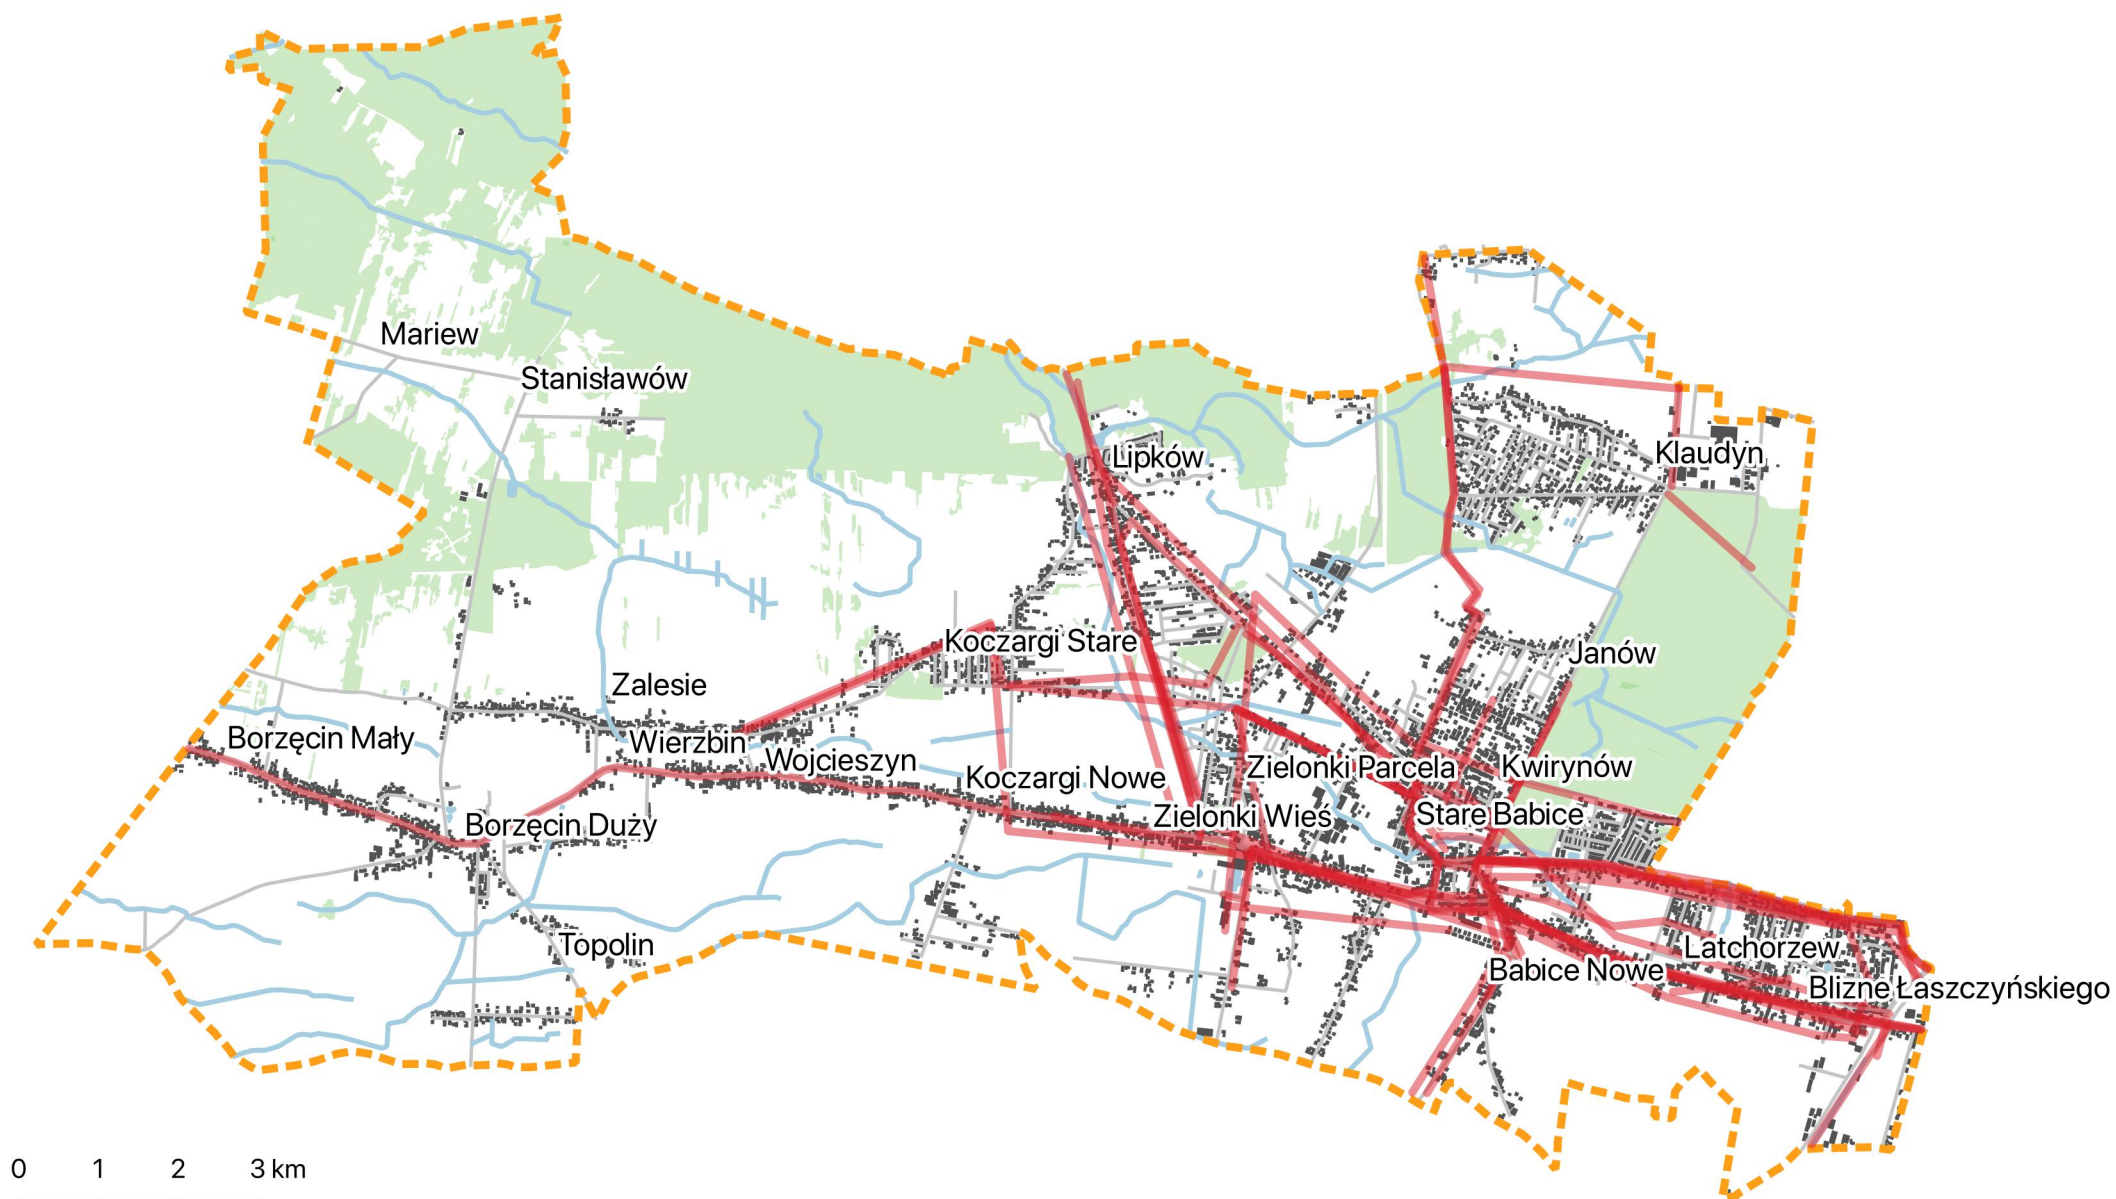 Mariew
Stanisławów
Lipków
Klaudyn
Koczargi Stare
Janów
Zalesie
Borzęcin Mały
Wierzbin
Wojcieszyn
Koczargi Nowe
Zielonki Parcela
Kwirynów
Zielonki Wieś
Stare Babice
Borzęcin Duży
Topolin
Latchorzew
Babice Nowe
Blizne Łaszczyńskiego
0 1 2 3 km